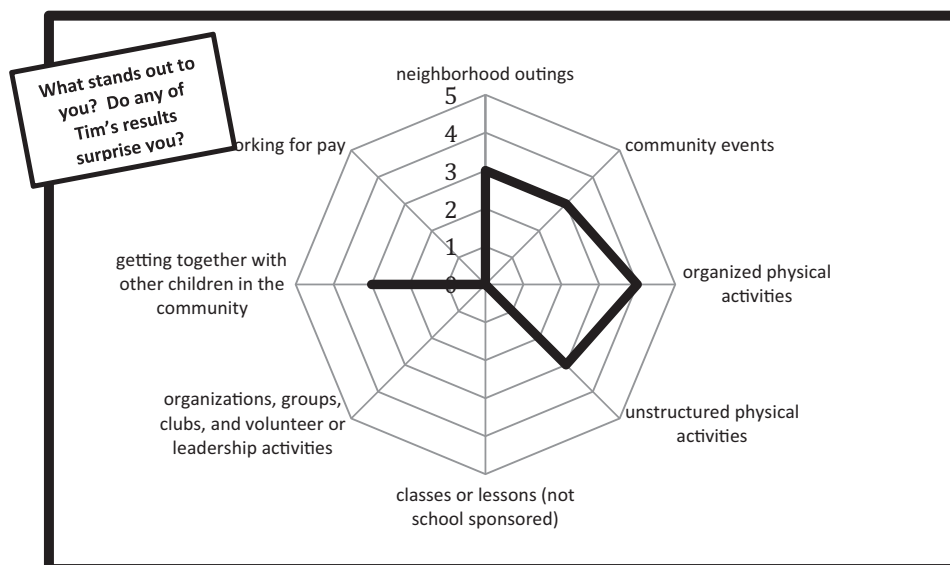 What stands out to
you? Do any of
Tim's results
surprise you?
neighborhood outings
5
4
3
2
1
0
community events
organized physical
activities
unstructured physical
activities
classes or lessons (not
school sponsored)
organizations, groups,
clubs, and volunteer or
leadership activities
getting together with
other children in the
community
orking for pay